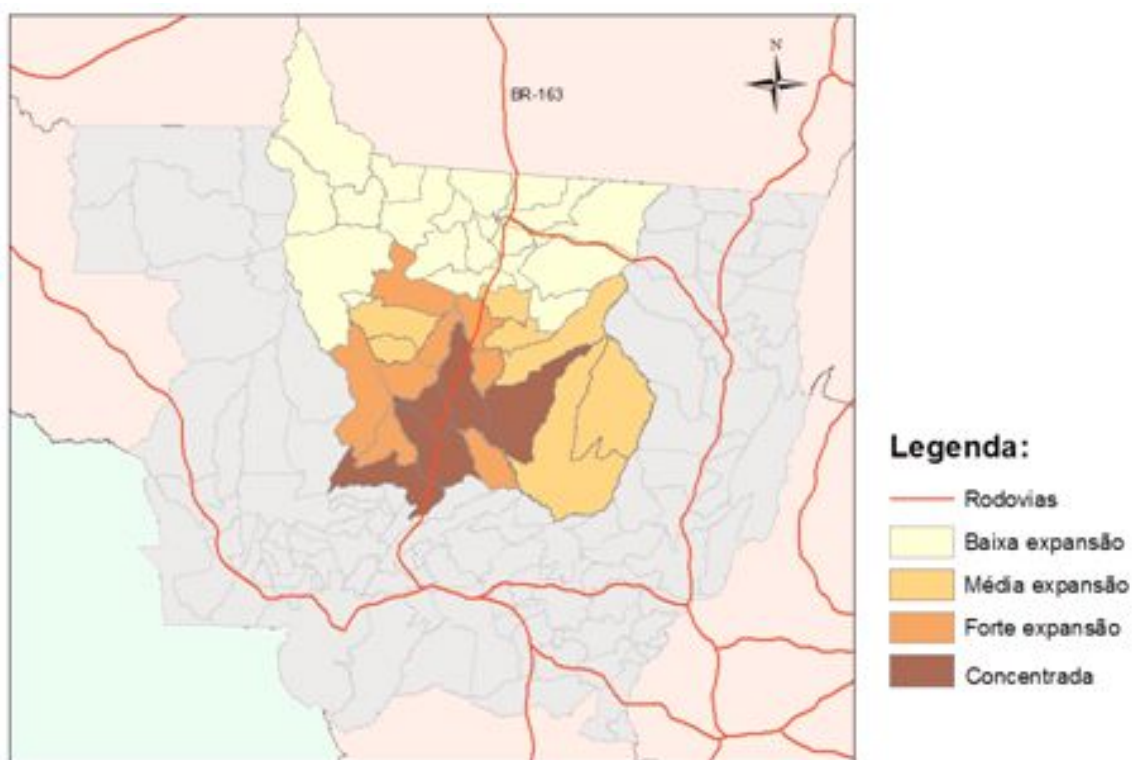 N
BR-163
Legenda:
Rodovias
Baixa expansão
Média expansão
Forte expansão
Concentrada